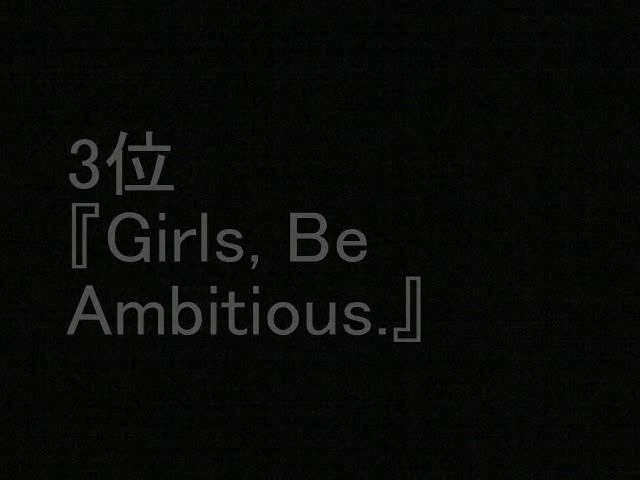 3位
『Girls, Be
Ambitious.』